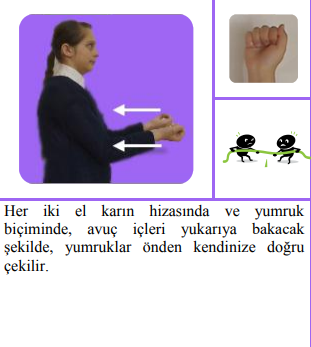 Her iki el karın hizasında ve yumruk
biçiminde, avuç içleri yukarıya bakacak
şekilde, yumruklar önden kendinize doğru
çekilir.